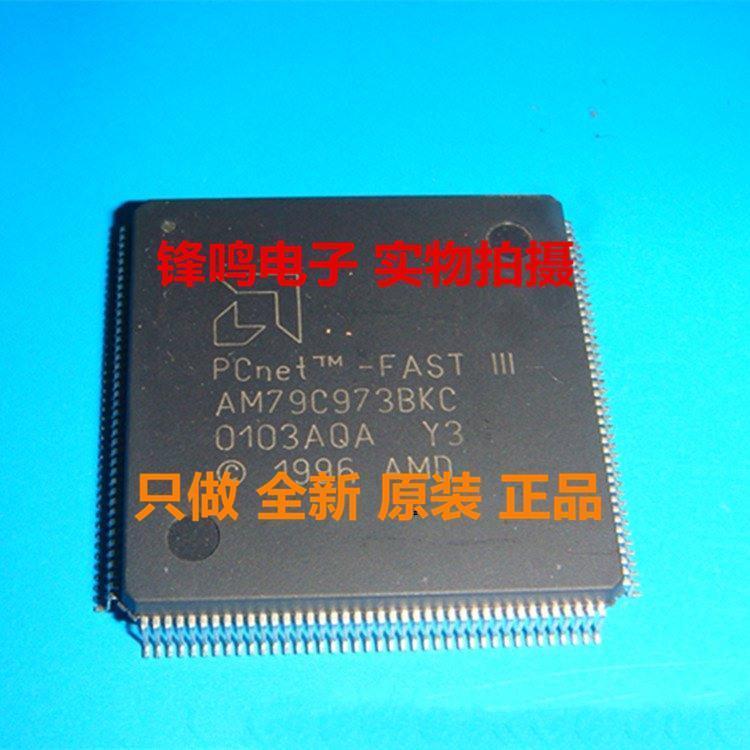 锋鸣电子 实物拍摄
PCnet™-FAST III
AM79C973BKC
0103AQA Y3
© 1996 AMD
只做 全新 原装 正品